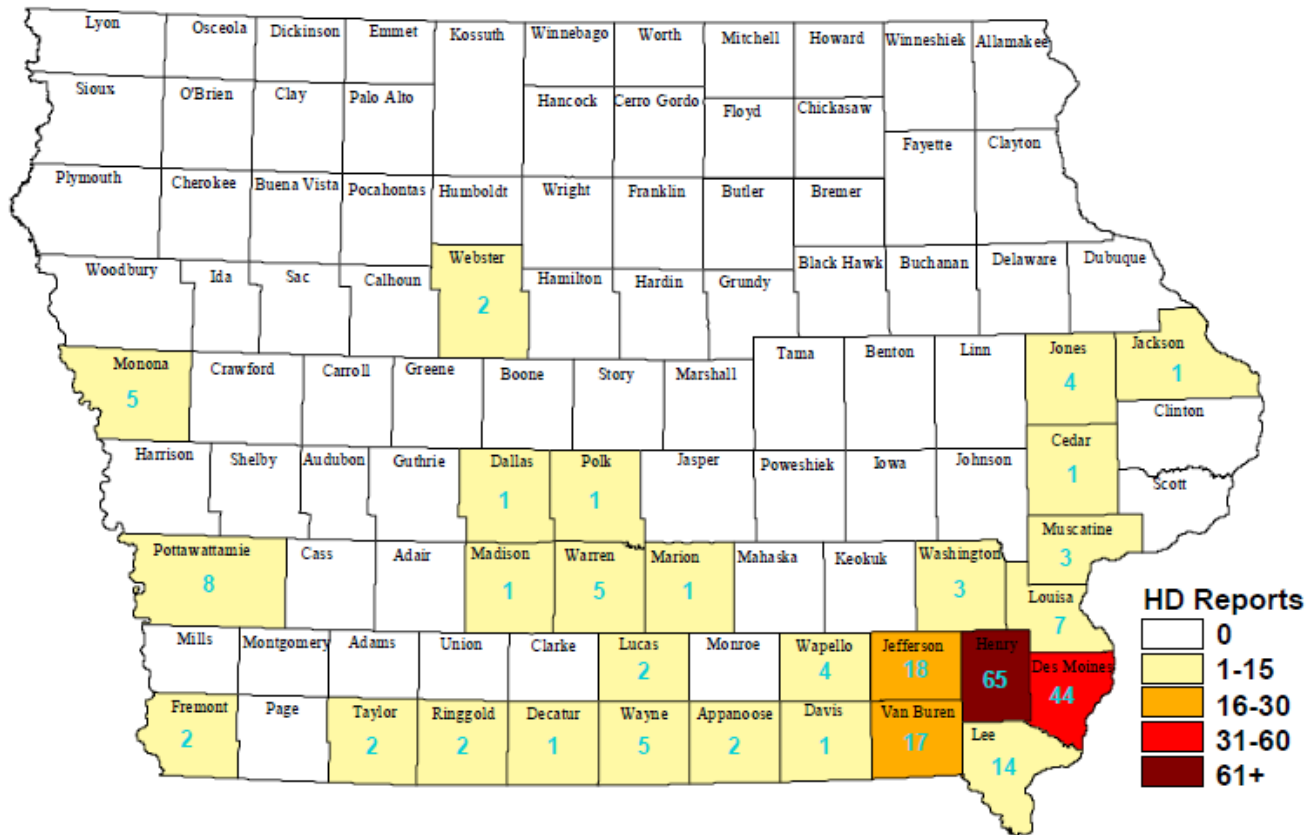 Lyon Osceola Dickinson Emmet Kossuth Winnebago Worth Mitchell Howard Winneshiek Allamakee
Sioux O'Brien Clay Palo Alto Hancock Cerro Gordo Floyd Chickasaw
Fayette Clayton
Plymouth Cherokee Buena Vista Pocahontas Humboldt Wright Franklin Butler Bremer
Woodbury Ida Sac Calhoun Webster Hamilton Hardin Grundy Black Hawk Buchanan Delaware Dubuque
2
Monona Crawford Carroll Greene Boone Story Marshall Tama Benton Linn Jones Jackson
5 4 1
Clinton
Harrison Shelby Audubon Guthrie Dallas Polk Jasper Poweshiek Iowa Johnson Cedar
1 1 1
Scott
Pottawattamie Cass Adair Madison Warren Marion Mahaska Keokuk Washington Muscatine
8 1 5 1 3 3
Louisa
7
Mills Montgomery Adams Union Clarke Lucas Monroe Wapello Jefferson Henry Des Moines
2 4 18 65 44
Fremont Page Taylor Ringgold Decatur Wayne Appanoose Davis Van Buren Lee
2 2 2 1 5 2 1 17 14
HD Reports
0
1-15
16-30
31-60
61+